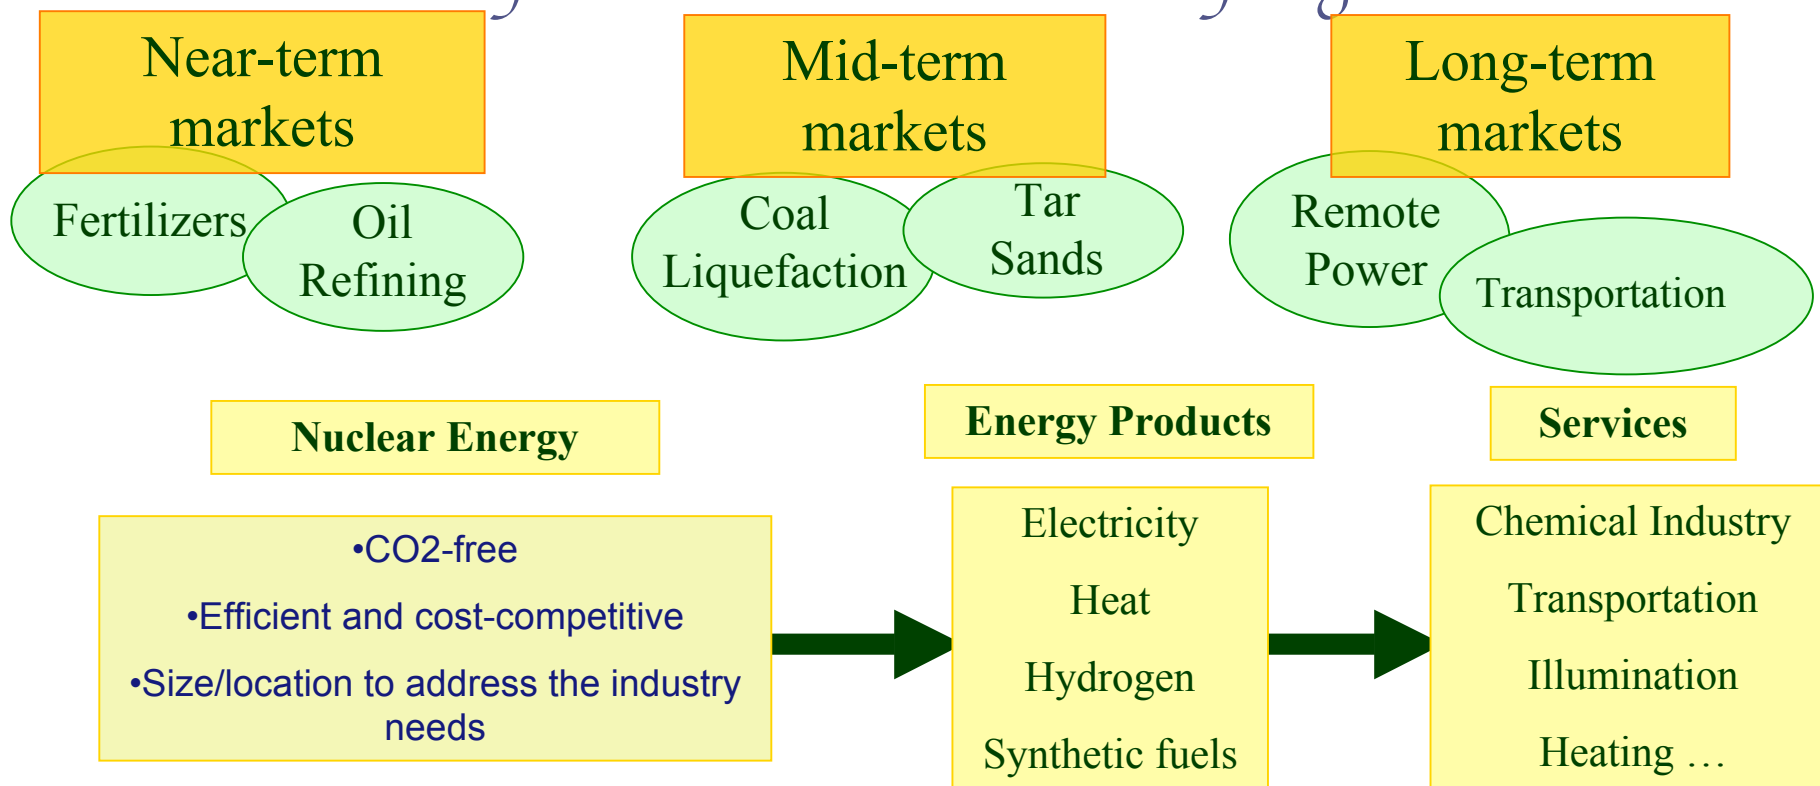 Near-term
markets
Mid-term
markets
Long-term
markets
Fertilizers
Oil
Refining
Coal
Liquefaction
Tar
Sands
Remote
Power
Transportation
Nuclear Energy
Energy Products
Services
•CO2-free
•Efficient and cost-competitive
•Size/location to address the industry
needs
Electricity
Heat
Hydrogen
Synthetic fuels
Chemical Industry
Transportation
Illumination
Heating …